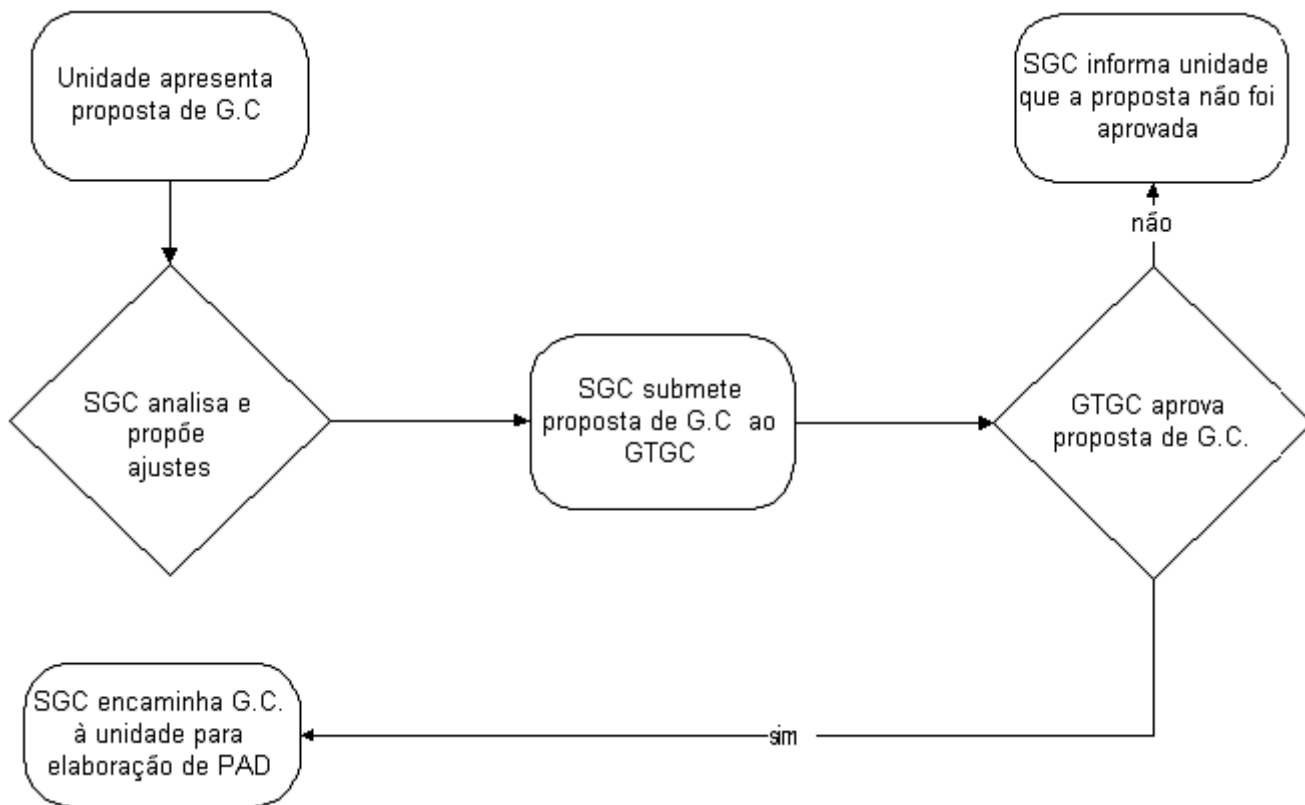 Unidade apresenta
proposta de G.C
SGC informa unidade
que a proposta não foi
aprovada
não
SGC analisa e
propõe
ajustes
SGC submete
proposta de G.C ao
GTGC
GTGC aprova
proposta de G.C.
SGC encaminha G.C.
à unidade para
elaboração de PAD
sim